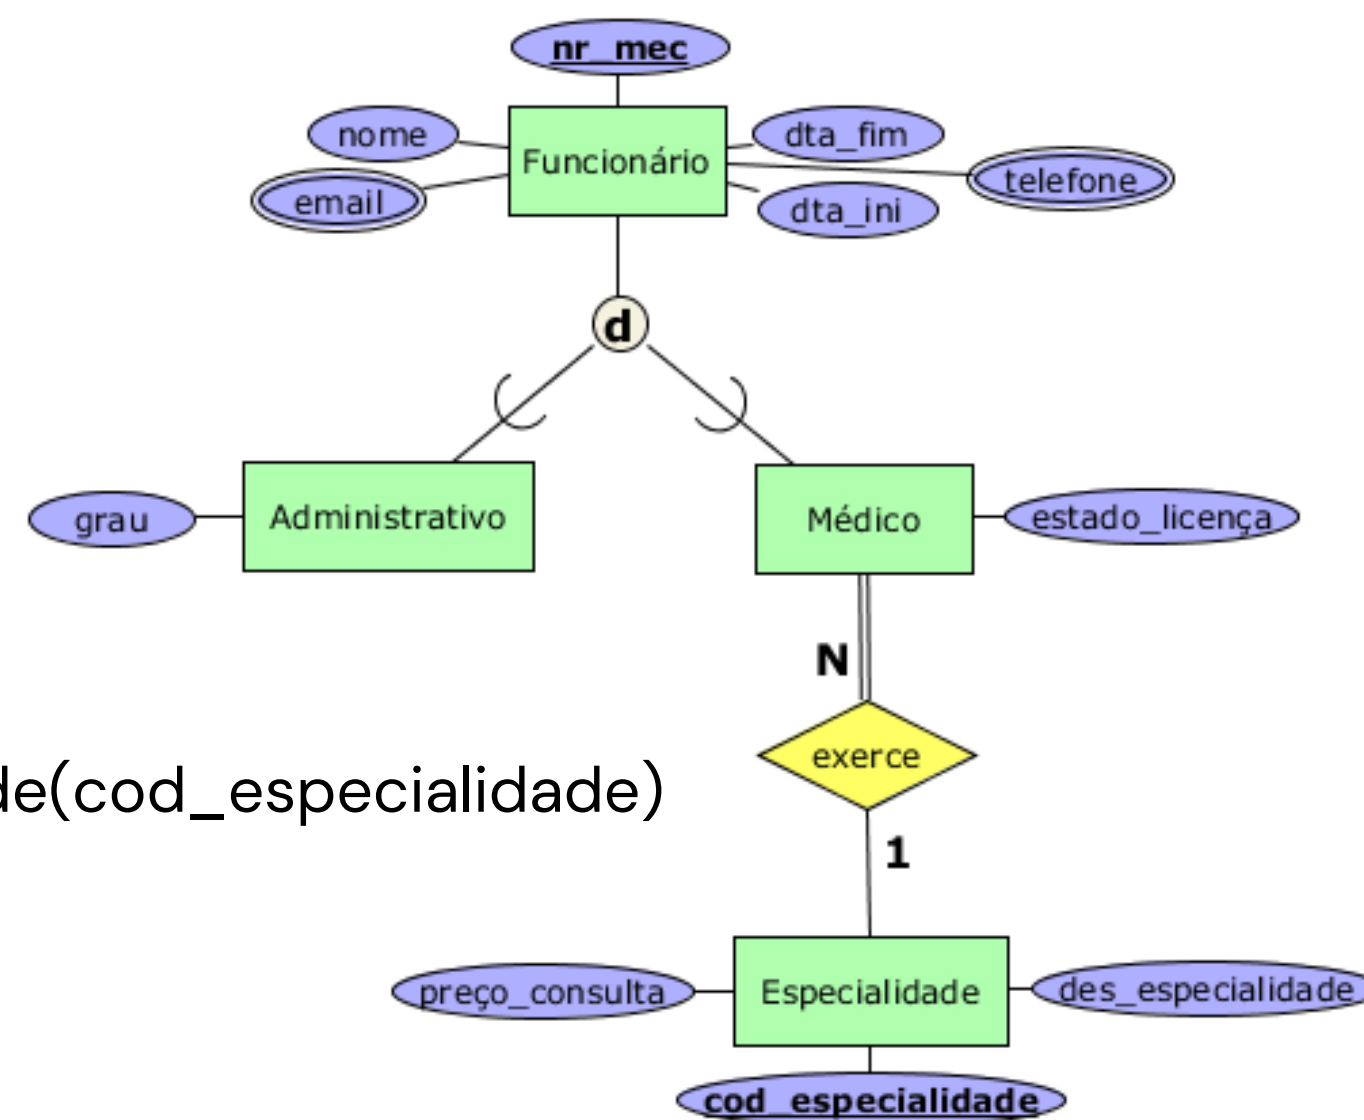 nr_mec
nome
dta_fim
Funcionário
telefone
email
dta_ini
d
grau
Administrativo
Médico
estado_licença
N
exerce
de(cod_especialidade)
1
preço_consulta
Especialidade
des_especialidade
cod_especialidade